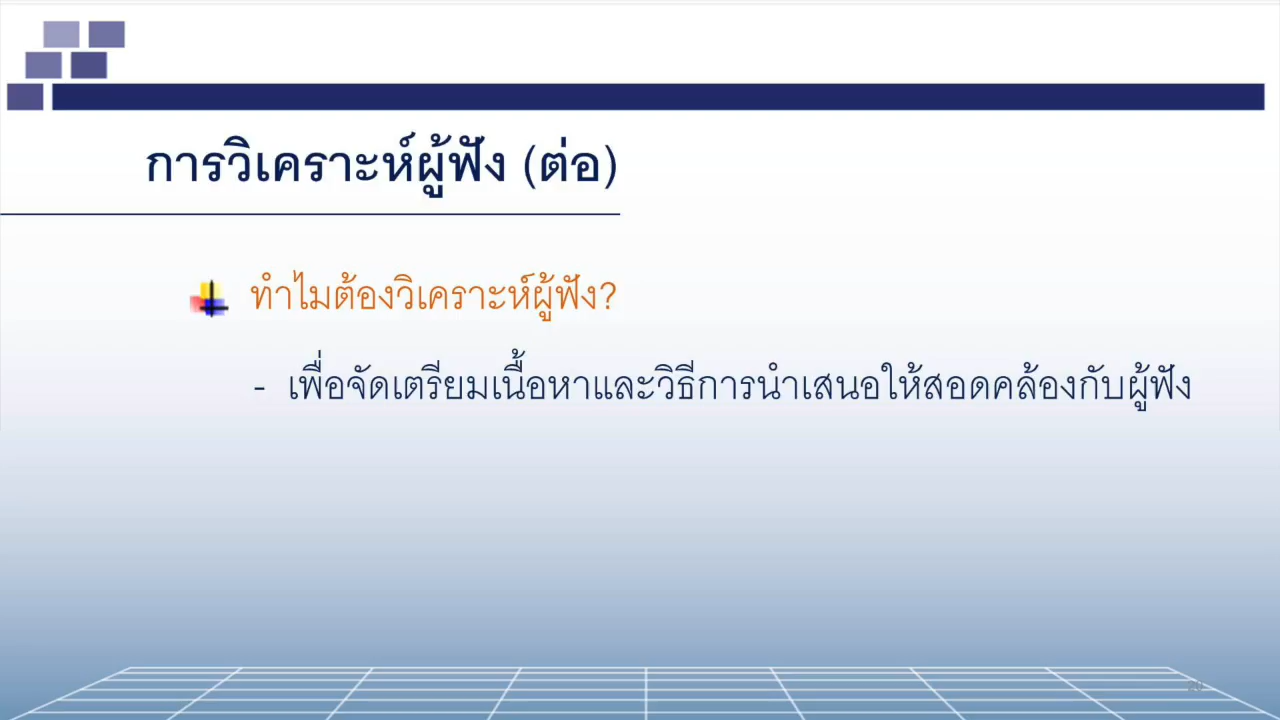 การวิเคราะห์ผู้ฟัง (ต่อ)
ทำไมต้องวิเคราะห์ผู้ฟัง?
- เพื่อจัดเตรียมเนื้อหาและวิธีการนำเสนอให้สอดคล้องกับผู้ฟัง